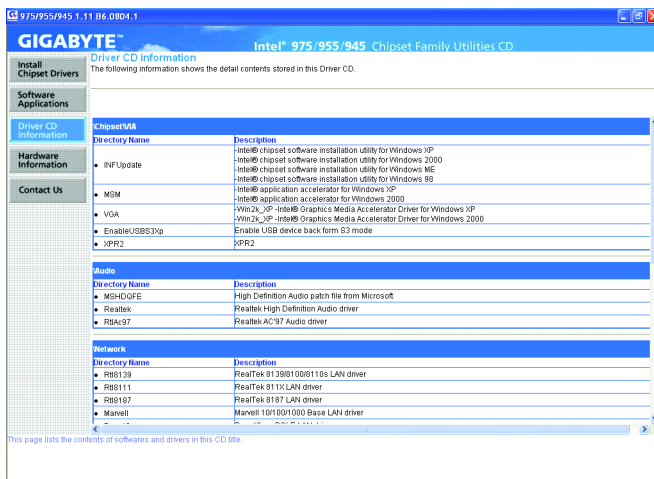 975/955/945 1.11 B6.0804.1
GIGABYTE™
Intel® 975/955/945 Chipset Family Utilities CD
Install
Chipset Drivers
Software
Applications
Driver CD
Information
Hardware
Information
Contact Us
Driver CD Information
The following information shows the detail contents stored in this Driver CD.
\Chipset\VIA
Directory Name Description
• INFUpdate
-Intel® chipset software installation utility for Windows XP
-Intel® chipset software installation utility for Windows 2000
-Intel® chipset software installation utility for Windows ME
-Intel® chipset software installation utility for Windows 98
• MSM
-Intel® application accelerator for Windows XP
-Intel® application accelerator for Windows 2000
• VGA
-Win2k_XP -Intel® Graphics Media Accelerator Driver for Windows XP
-Win2k_XP -Intel® Graphics Media Accelerator Driver for Windows 2000
• EnableUSBS3Xp Enable USB device back form S3 mode
• XPR2 XPR2
\Audio
Directory Name Description
• MSHDQFE High Definition Audio patch file from Microsoft
• Realtek Realtek High Definition Audio driver
• RtlAc97 Realtek AC'97 Audio driver
\Network
Directory Name Description
• Rtl8139 RealTek 8139/8100/8110s LAN driver
• Rtl8111 RealTek 811X LAN driver
• Rtl8187 RealTek 8187 LAN driver
• Marvell Marvell 10/100/1000 Base LAN driver
This page lists the contents of softwares and drivers in this CD title.